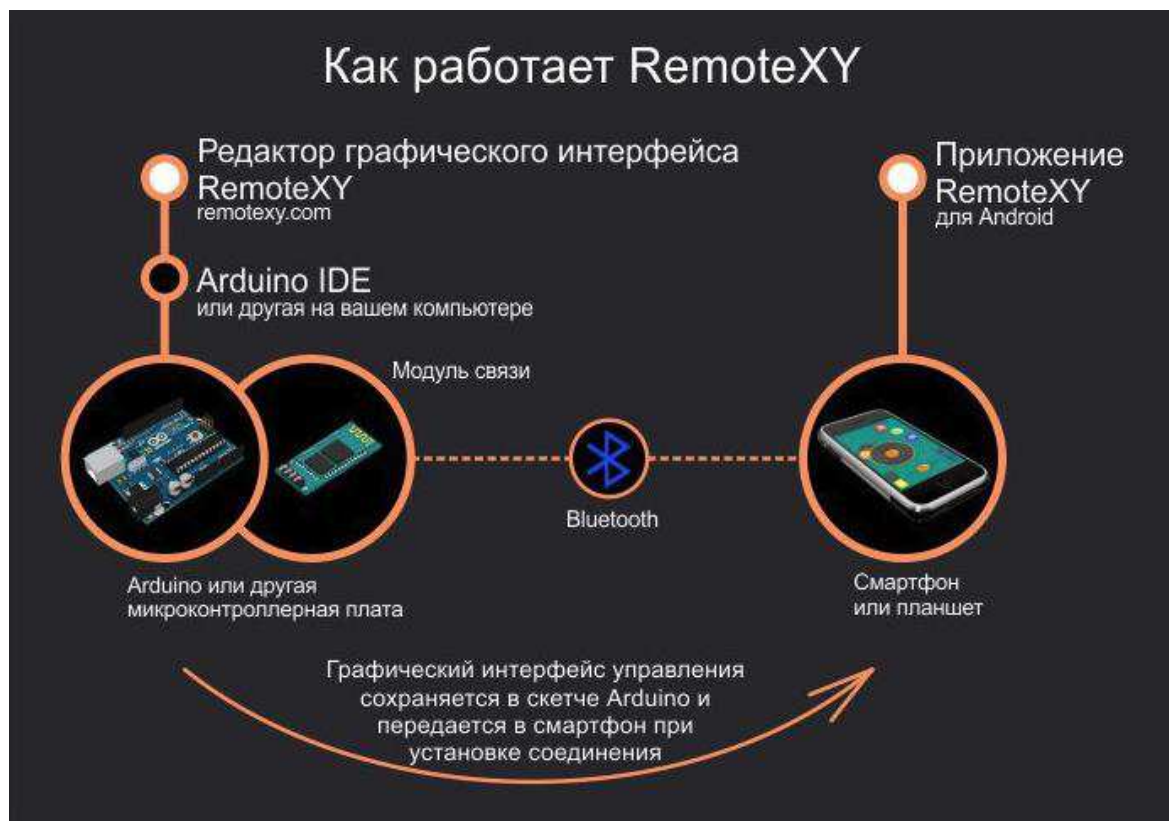 Как работает RemoteXY
Редактор графического интерфейса
RemoteXY
remotexy.com
Приложение
RemoteXY
для Android
Arduino IDE
или другая на вашем компьютере
Модуль связи
Bluetooth
Arduino или другая
микроконтроллерная плата
Смартфон
или планшет
Графический интерфейс управления
сохраняется в скетче Arduino и
передается в смартфон при
установке соединения